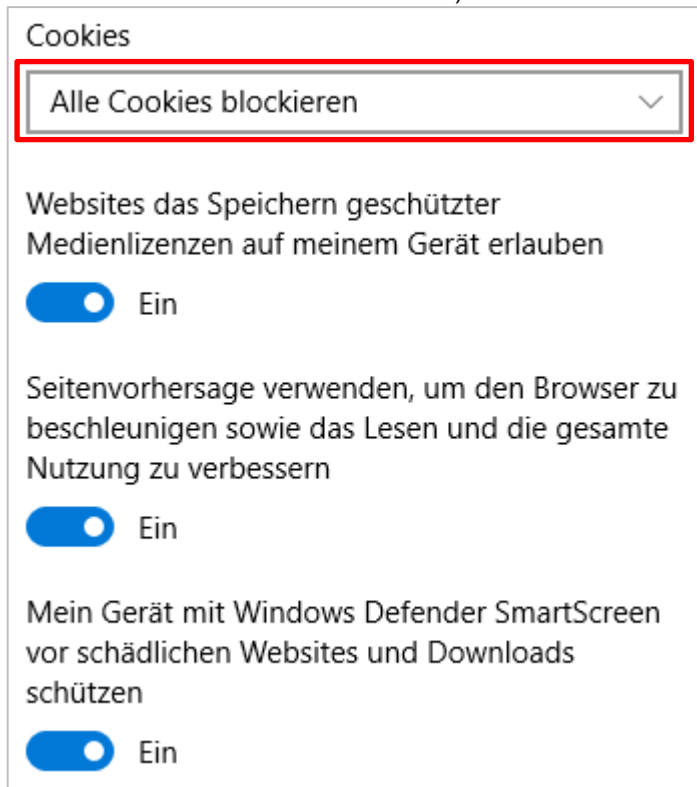 Cookies
Alle Cookies blockieren
Websites das Speichern geschützter
Medienlizenzen auf meinem Gerät erlauben
Ein
Seitenvorhersage verwenden, um den Browser zu
beschleunigen sowie das Lesen und die gesamte
Nutzung zu verbessern
Ein
Mein Gerät mit Windows Defender SmartScreen
vor schädlichen Websites und Downloads
schützen
Ein